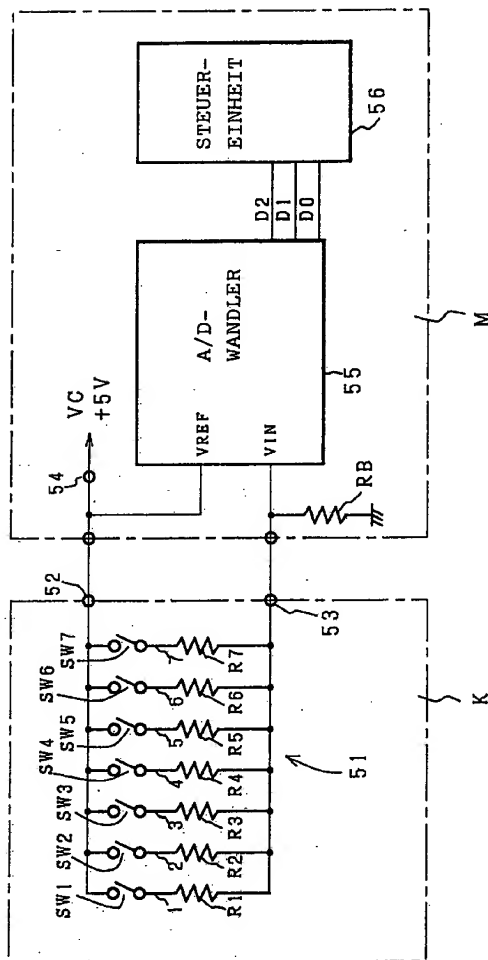 SW1
SW2
SW3
SW4
SW5
SW6
SW7
1
2
3
4
5
6
7
R1
R2
R3
R4
R5
R6
R7
51
52
53
K
54
VC
+5V
VREF
VIN
A/D-
WANDLER
55
RB
D2
D1
D0
STEUER-
EINHEIT
56
M